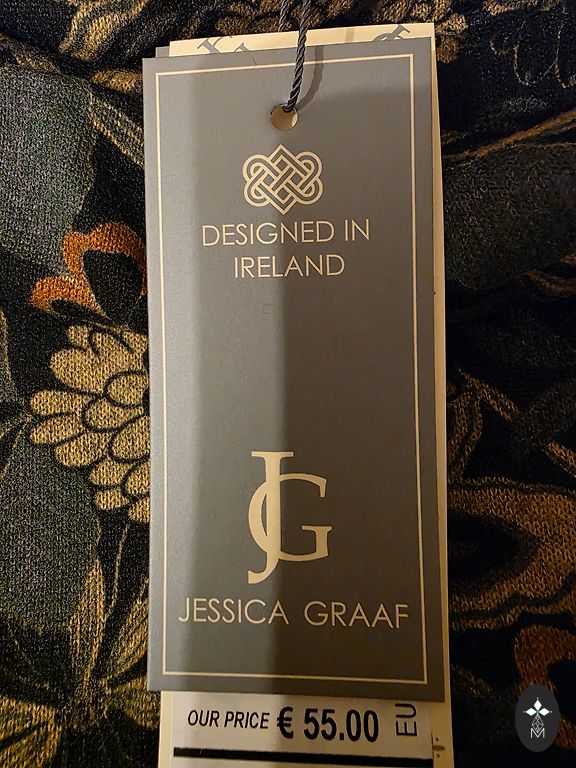 DESIGNED IN
IRELAND
JG
JESSICA GRAAF
OUR PRICE € 55.00 EU